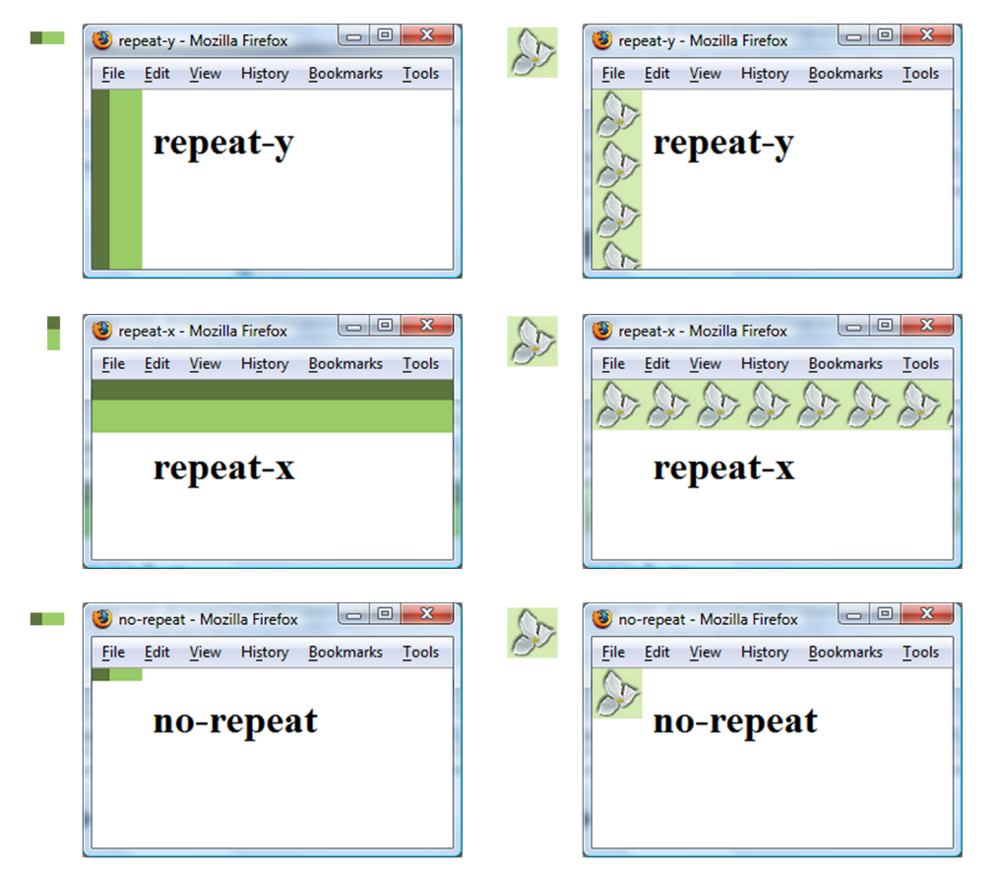 repeat-y - Mozilla Firefox
File Edit View History Bookmarks Tools
repeat-y
repeat-y - Mozilla Firefox
File Edit View History Bookmarks Tools
repeat-y
repeat-x - Mozilla Firefox
File Edit View History Bookmarks Tools
repeat-x
repeat-x - Mozilla Firefox
File Edit View History Bookmarks Tools
repeat-x
no-repeat - Mozilla Firefox
File Edit View History Bookmarks Tools
no-repeat
no-repeat - Mozilla Firefox
File Edit View History Bookmarks Tools
no-repeat